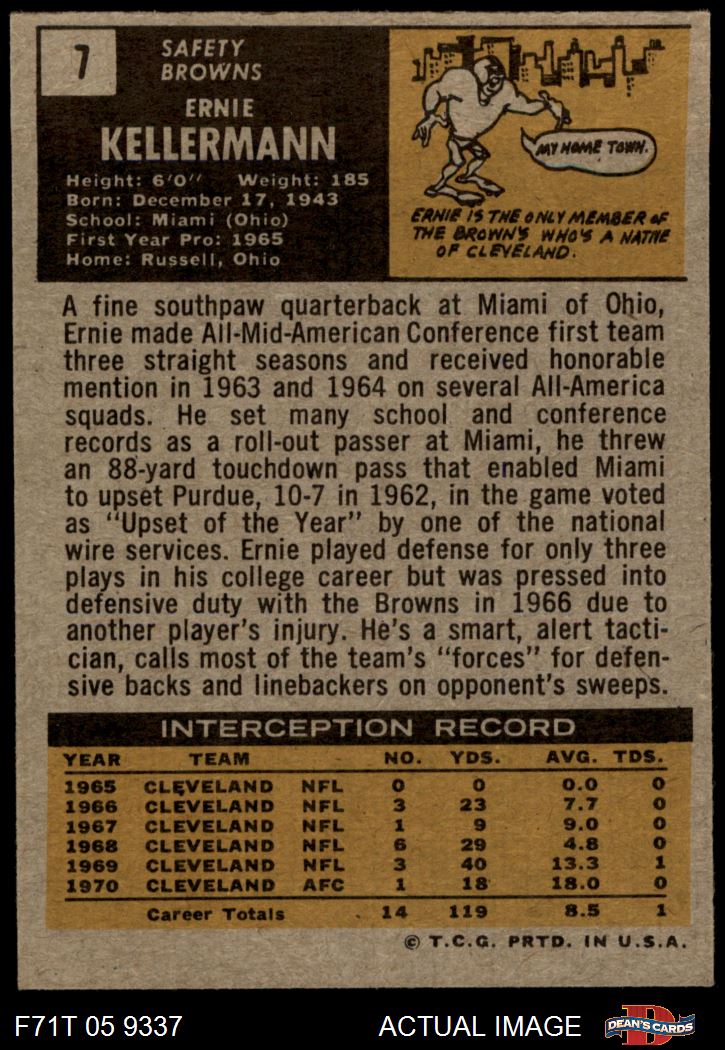 7
SAFETY
BROWNS
ERNIE
KELLERMANN
Height: 6'0" Weight: 185
Born: December 17, 1943
School: Miami (Ohio)
First Year Pro: 1965
Home: Russell, Ohio
MY HOME TOWN.
ERNIE IS THE ONLY MEMBER OF
THE BROWN'S WHO'S A NATIVE
OF CLEVELAND.
A fine southpaw quarterback at Miami of Ohio,
Ernie made All-Mid-American Conference first team
three straight seasons and received honorable
mention in 1963 and 1964 on several All-America
squads. He set many school and conference
records as a roll-out passer at Miami, he threw
an 88-yard touchdown pass that enabled Miami
to upset Purdue, 10-7 in 1962, in the game voted
as "Upset of the Year" by one of the national
wire services. Ernie played defense for only three
plays in his college career but was pressed into
defensive duty with the Browns in 1966 due to
another player's injury. He's a smart, alert tacti-
cian, calls most of the team's "forces" for defen-
sive backs and linebackers on opponent's sweeps.
INTERCEPTION RECORD
YEAR TEAM NO. YDS. AVG. TDS.
1965 CLEVELAND NFL 0 0 0.0 0
1966 CLEVELAND NFL 3 23 7.7 0
1967 CLEVELAND NFL 1 9 9.0 0
1968 CLEVELAND NFL 6 29 4.8 0
1969 CLEVELAND NFL 3 40 13.3 1
1970 CLEVELAND AFC 1 18 18.0 0
Career Totals 14 119 8.5 1
© T.C.G. PRTD. IN U.S.A.
F71T 05 9337 ACTUAL IMAGE D DEAN'S CARDS